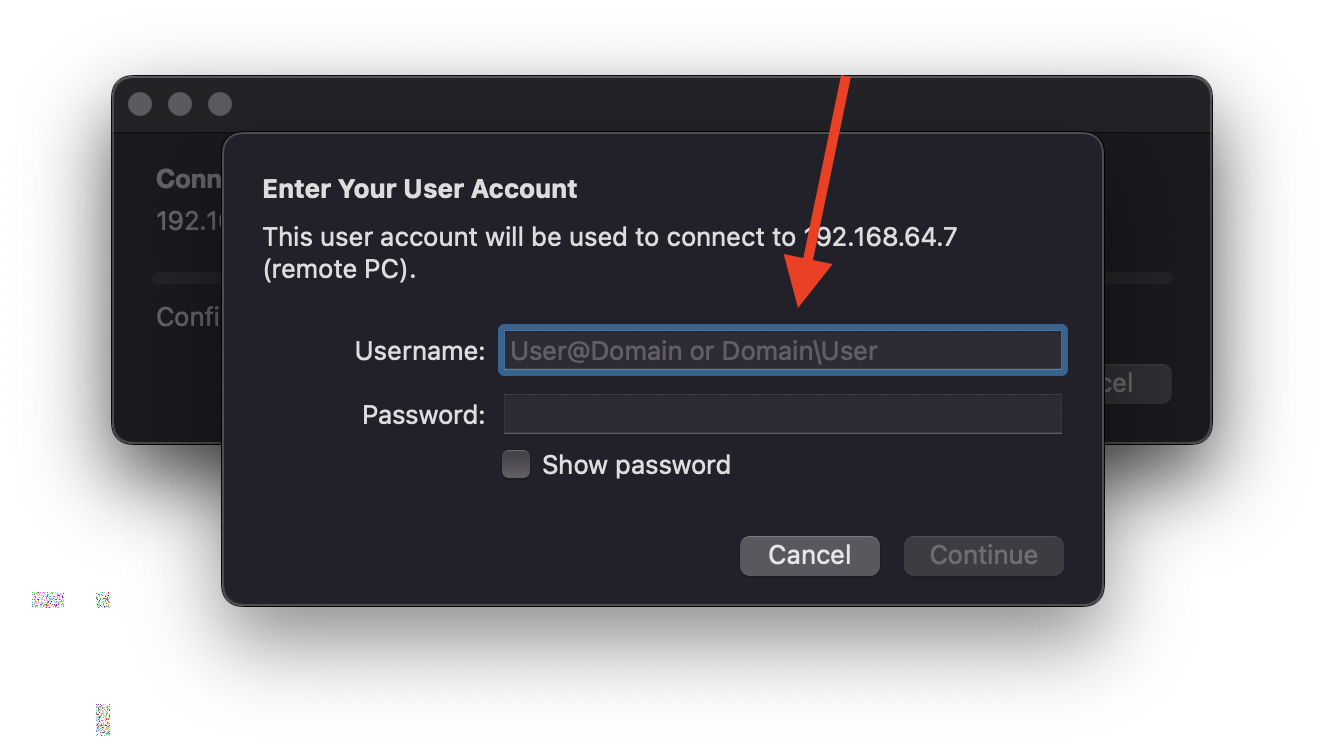 Conn
192.1
Enter Your User Account
This user account will be used to connect to 192.168.64.7
(remote PC).
Confi
Username: User@Domain or Domain\User
Password:
cel
Show password
Cancel Continue